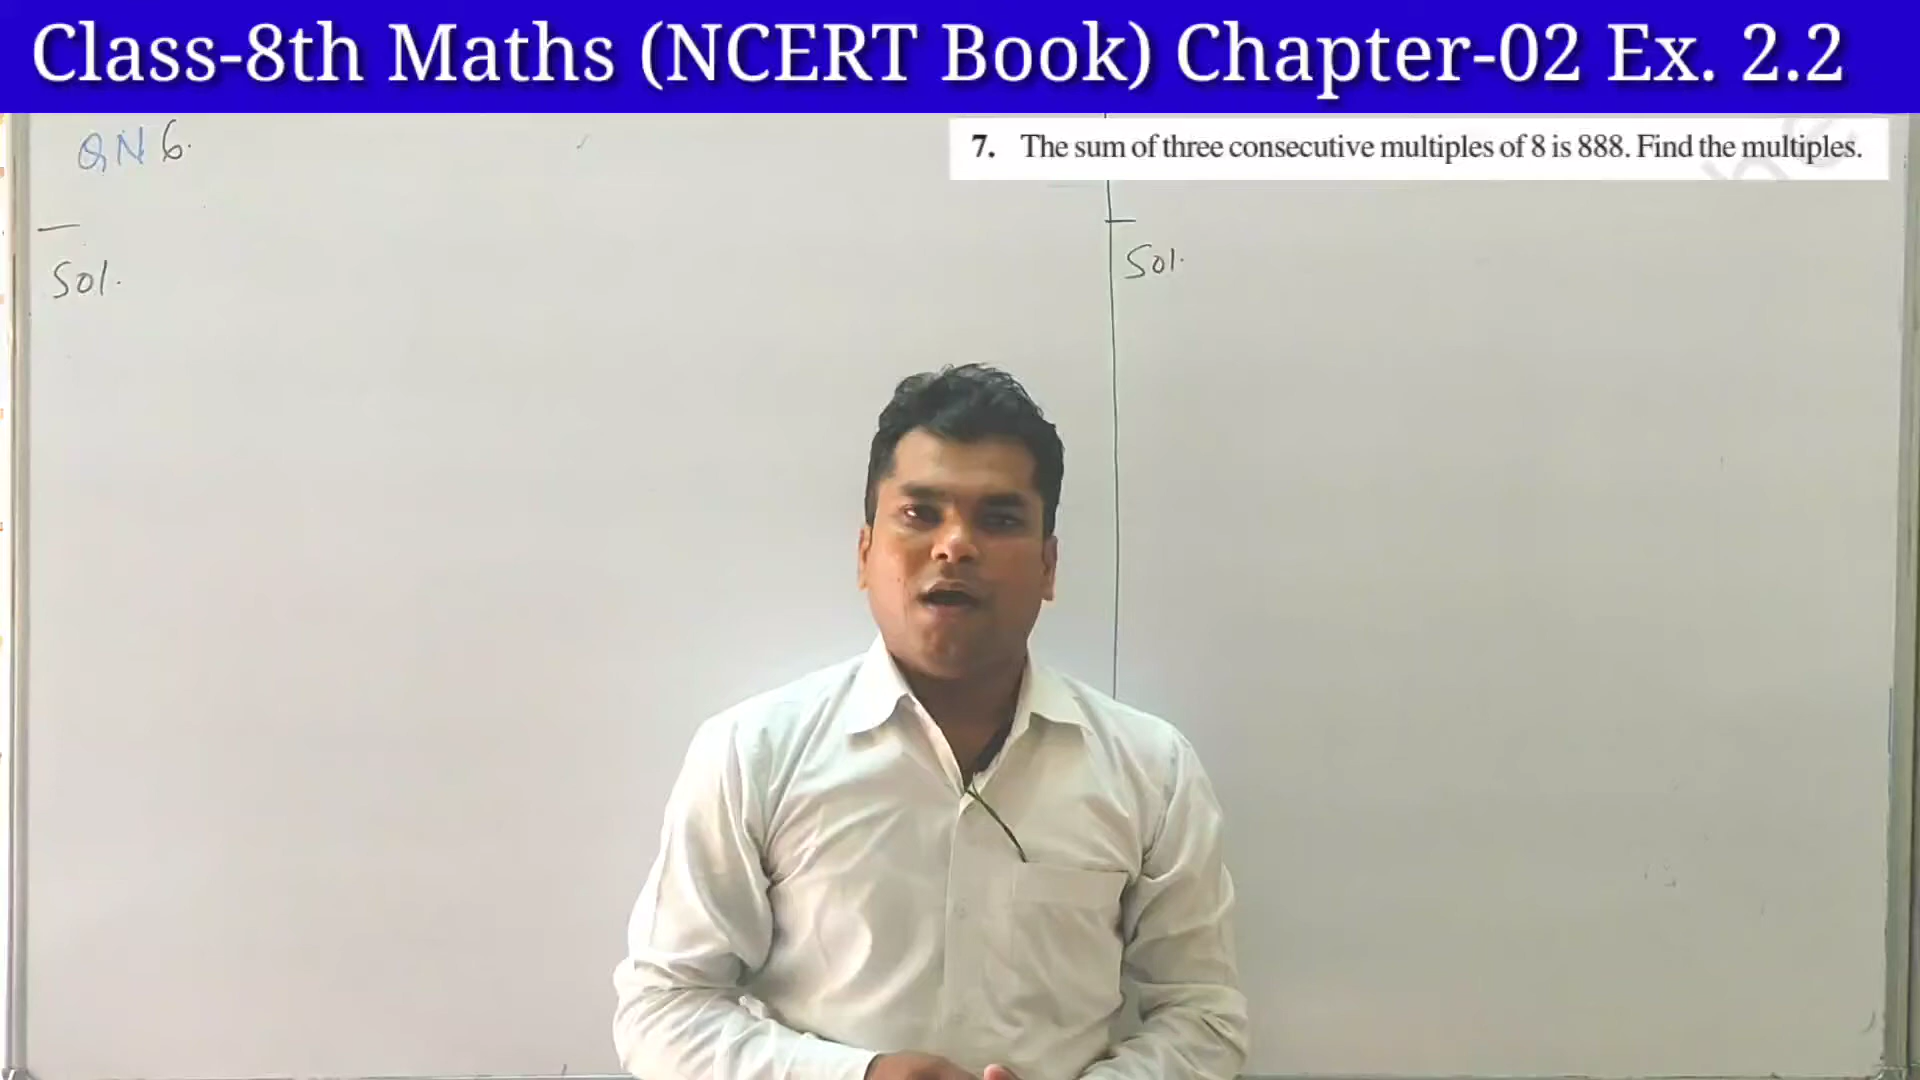 Class-8th Maths (NCERT Book) Chapter-02 Ex. 2.2
QN 6.
7. The sum of three consecutive multiples of 8 is 888. Find the multiples.
Sol.
Sol.